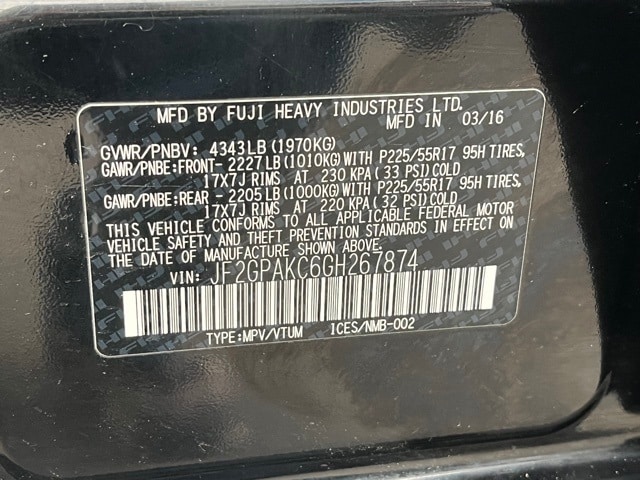 MFD BY FUJI HEAVY INDUSTRIES LTD.
MFD IN 03/16
GVWR/PNBV: 4343LB(1970KG)
GAWR/PNBE:FRONT- 2227LB(1010KG)WITH P225/55R17 95H TIRES,
17X7J RIMS AT 230 KPA(33 PSI)COLD
GAWR/PNBE:REAR - 2205LB(1000KG)WITH P225/55R17 95H TIRES,
17X7J RIMS AT 220 KPA(32 PSI)COLD
THIS VEHICLE CONFORMS TO ALL APPLICABLE FEDERAL MOTOR
VEHICLE SAFETY AND THEFT PREVENTION STANDARDS IN EFFECT ON
THE DATE OF MANUFACTURE SHOWN ABOVE.
VIN: JF2GPAKC6GH267874
TYPE:MPV/VTUM ICES/NMB-002